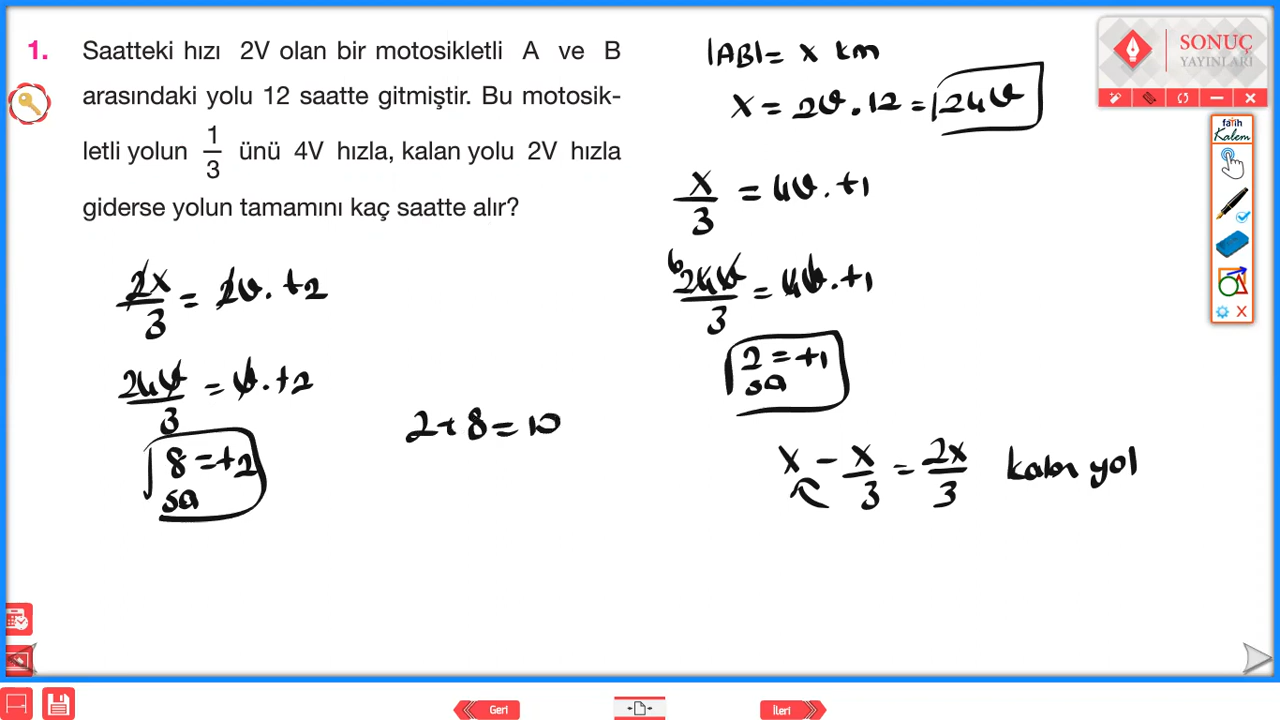 1. Saatteki hızı 2V olan bir motosikletli A ve B
arasındaki yolu 12 saatte gitmiştir. Bu motosik-
letli yolun 1/3 ünü 4V hızla, kalan yolu 2V hızla
giderse yolun tamamını kaç saatte alır?
2x/3 = 2v.t2
24v/3 = v.t2
8 = t2
sa
2+8=10
|AB|= x km
x = 2v.12 = 24v
x/3 = 4v.t1
24v/3 = 4v.t1
6
2 = t1
sa
x - x/3 = 2x/3 kalan yol
SONUÇ
YAYINLARI
fatih
Kalem
Geri
İleri